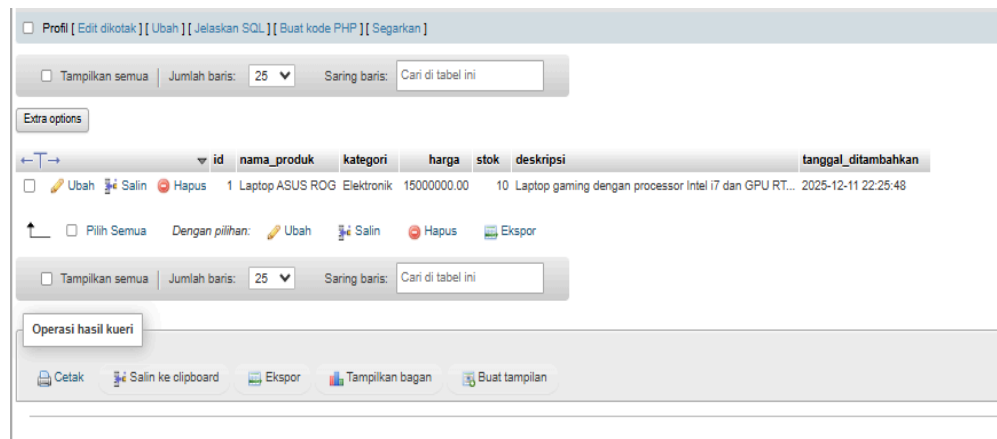 Profil [ Edit dikotak ] [ Ubah ] [ Jelaskan SQL ] [ Buat kode PHP ] [ Segarkan ]
Tampilkan semua Jumlah baris: 25 Saring baris: Cari di tabel ini
Extra options
←T→ id nama_produk kategori harga stok deskripsi tanggal_ditambahkan
Ubah Salin Hapus 1 Laptop ASUS ROG Elektronik 15000000.00 10 Laptop gaming dengan processor Intel i7 dan GPU RT... 2025-12-11 22:25:48
Pilih Semua Dengan pilihan: Ubah Salin Hapus Ekspor
Tampilkan semua Jumlah baris: 25 Saring baris: Cari di tabel ini
Operasi hasil kueri
Cetak Salin ke clipboard Ekspor Tampilkan bagan Buat tampilan